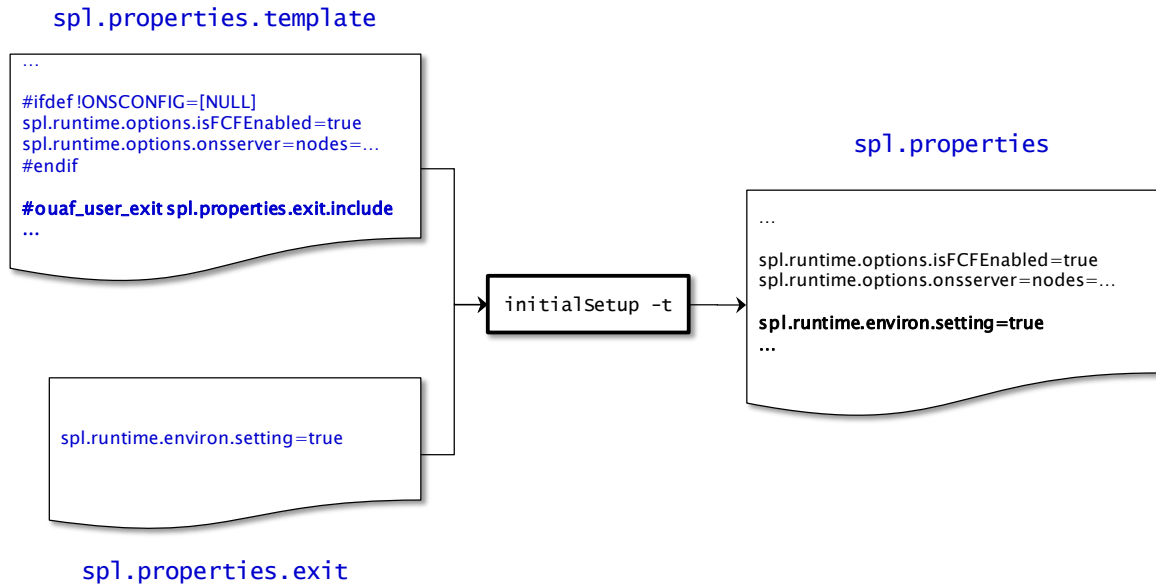 spl.properties.template
...
#ifdef !ONSCONFIG=[NULL]
spl.runtime.options.isFCFEnabled=true
spl.runtime.options.onsserver=nodes=...
#endif
#ouaf_user_exit spl.properties.exit.include
...
spl.runtime.environ.setting=true
spl.properties.exit
initialSetup -t
spl.properties
...
spl.runtime.options.isFCFEnabled=true
spl.runtime.options.onsserver=nodes=...
spl.runtime.environ.setting=true
...